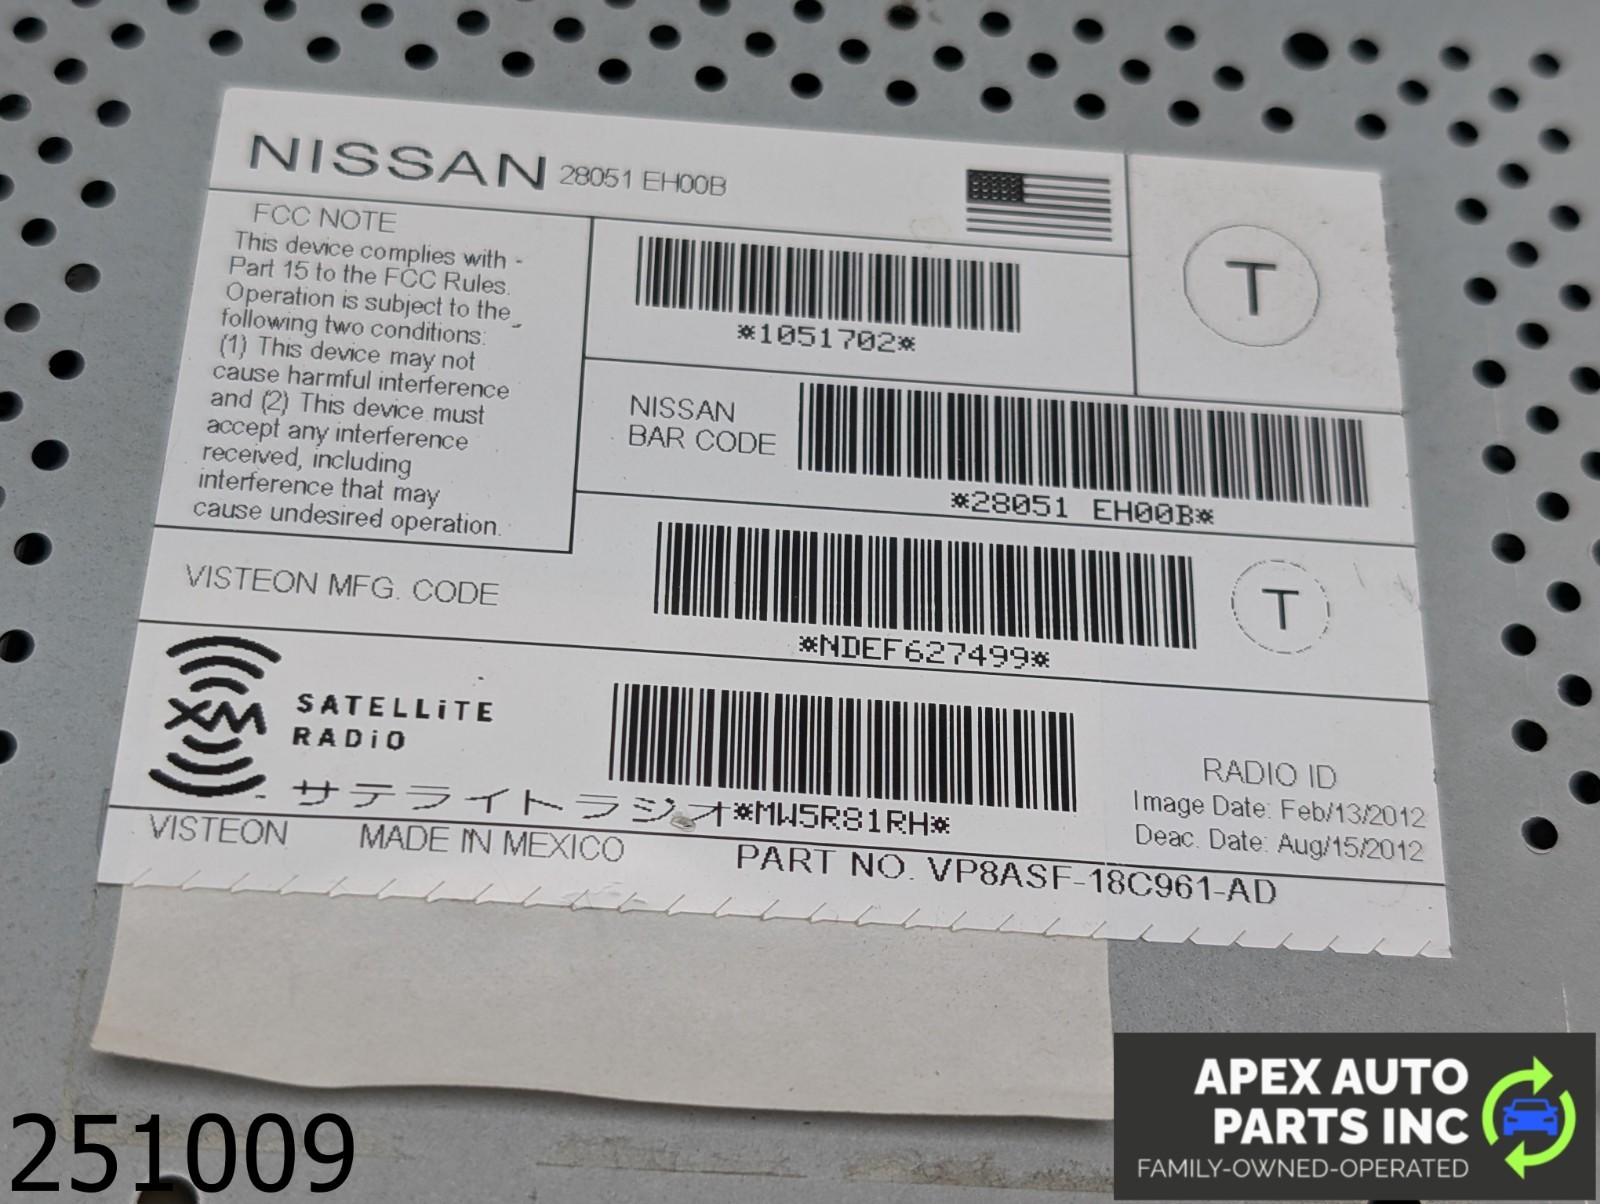 NISSAN 28051 EH00B
FCC NOTE
This device complies with
Part 15 to the FCC Rules.
Operation is subject to the
following two conditions:
(1) This device may not
cause harmful interference
and (2) This device must
accept any interference
received, including
interference that may
cause undesired operation.
*1051702*
T
NISSAN
BAR CODE
*28051 EH00B*
VISTEON MFG. CODE
*NDEF627499*
T
XM
SATELLiTE
RADiO
サテライトラジオ
*MW5R81RH*
RADIO ID
Image Date: Feb/13/2012
Deac. Date: Aug/15/2012
VISTEON MADE IN MEXICO PART NO. VP8ASF-18C961-AD
251009
APEX AUTO
PARTS INC
FAMILY-OWNED-OPERATED